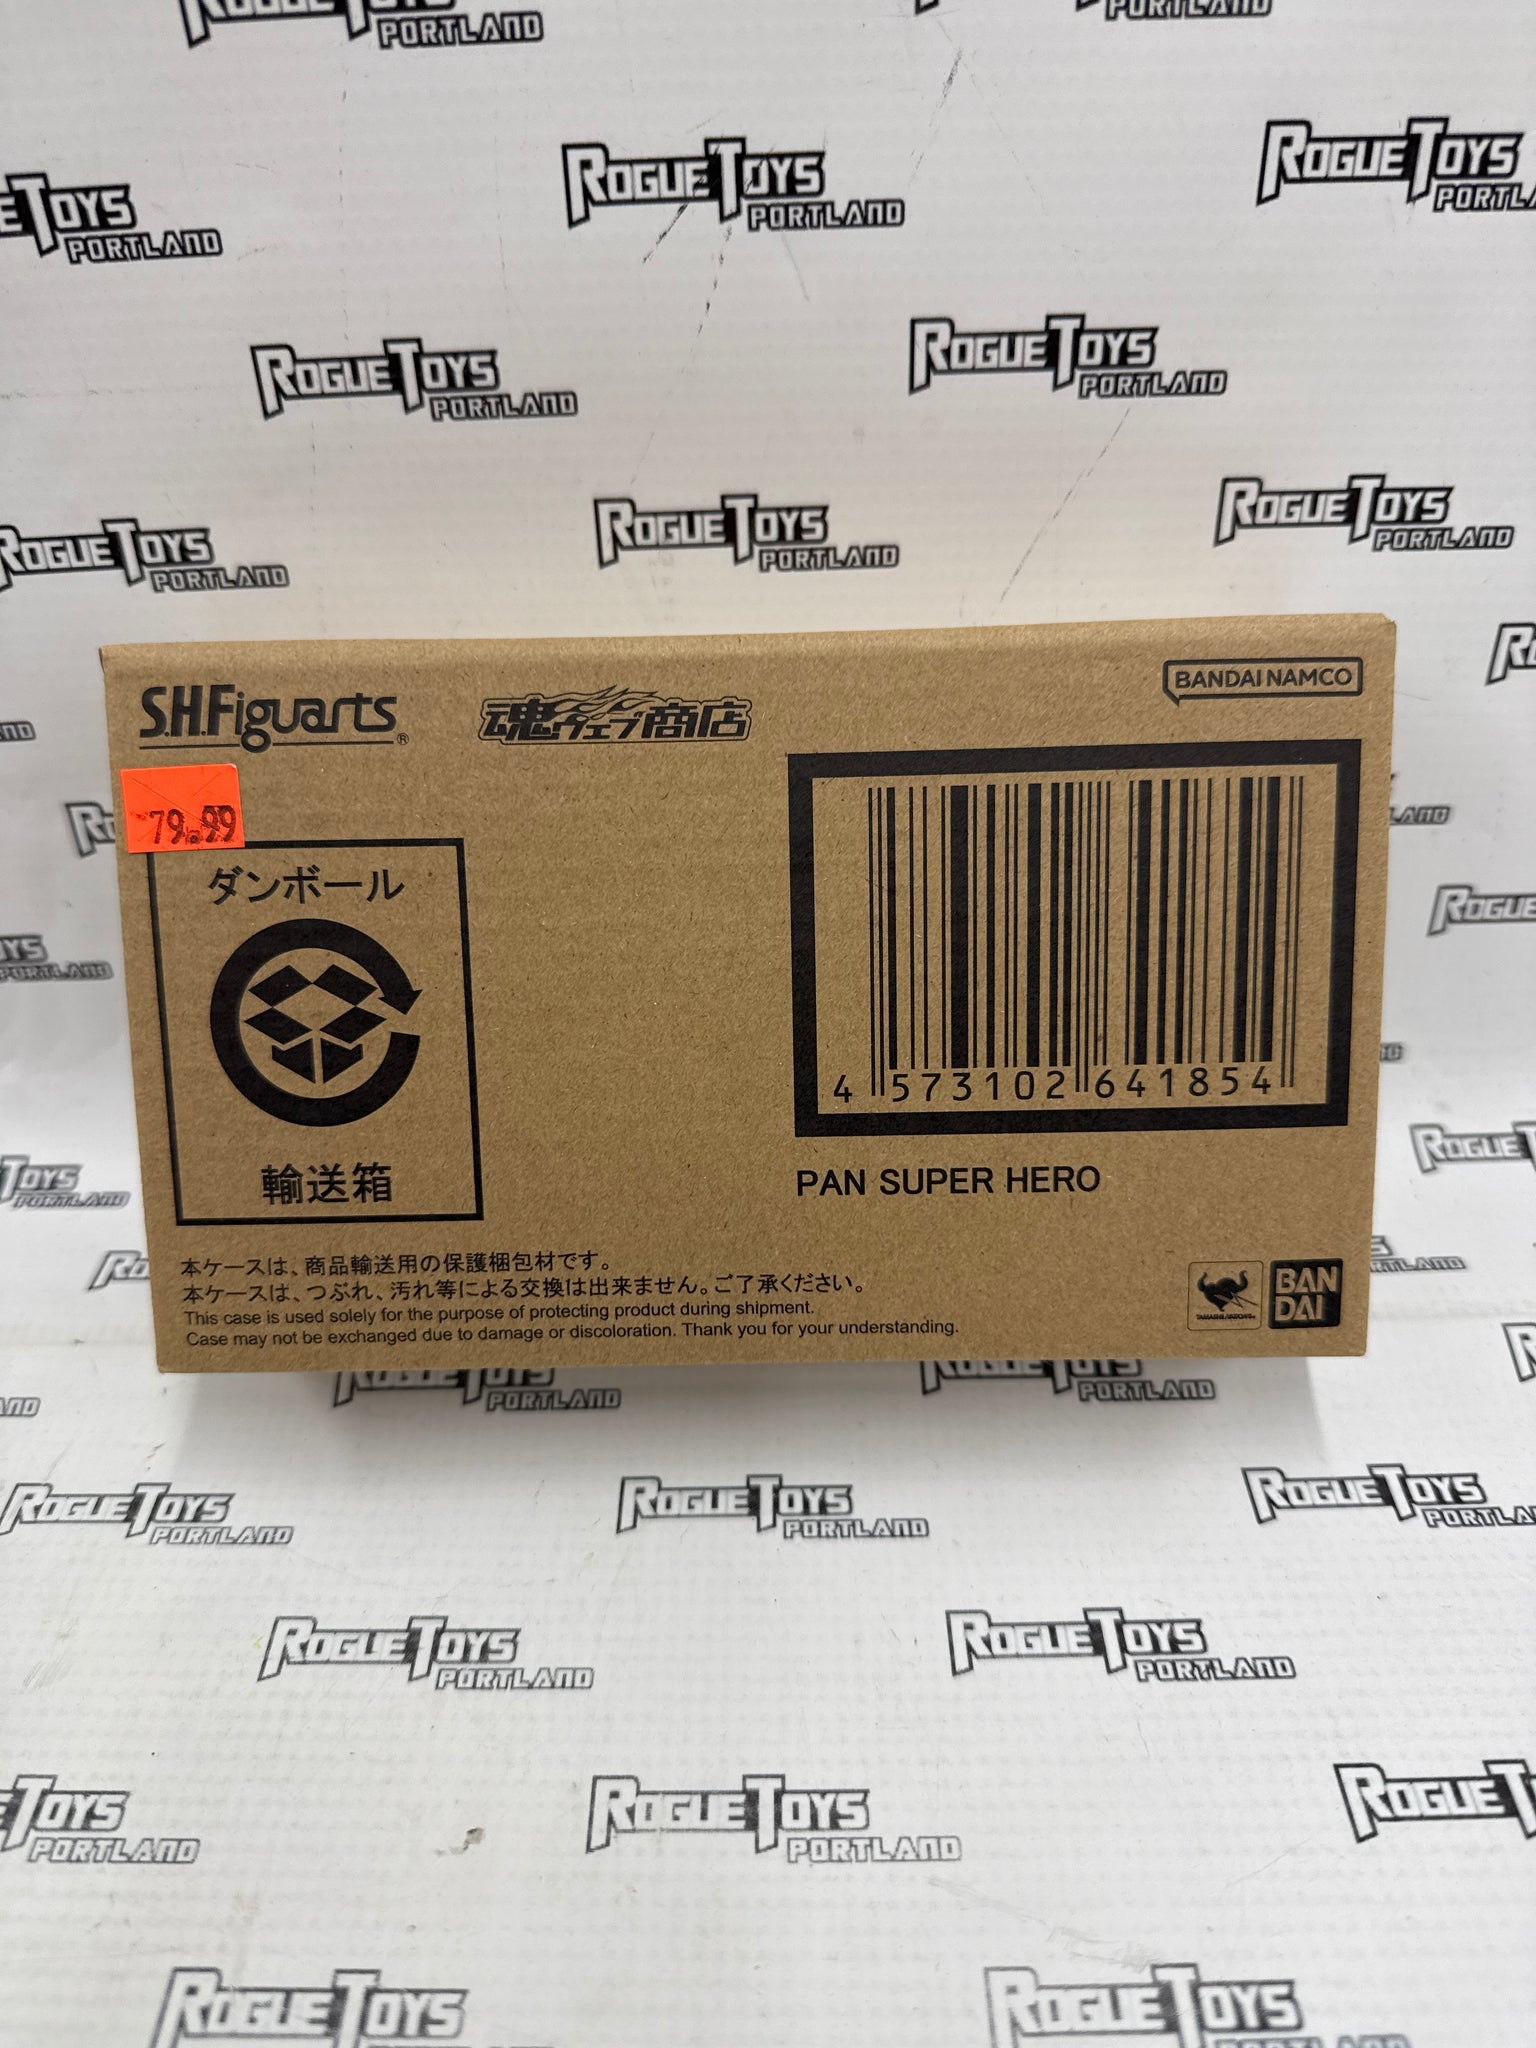 ROGUE TOYS
PORTLAND
S.H.Figuarts®
魂ウェブ商店
BANDAI NAMCO
79.99
ダンボール
輸送箱
4 573102 641854
PAN SUPER HERO
本ケースは、商品輸送用の保護梱包材です。
本ケースは、つぶれ、汚れ等による交換は出来ません。ご了承ください。
This case is used solely for the purpose of protecting product during shipment.
Case may not be exchanged due to damage or discoloration. Thank you for your understanding.
TAMASHII NATIONS
BAN
DAI